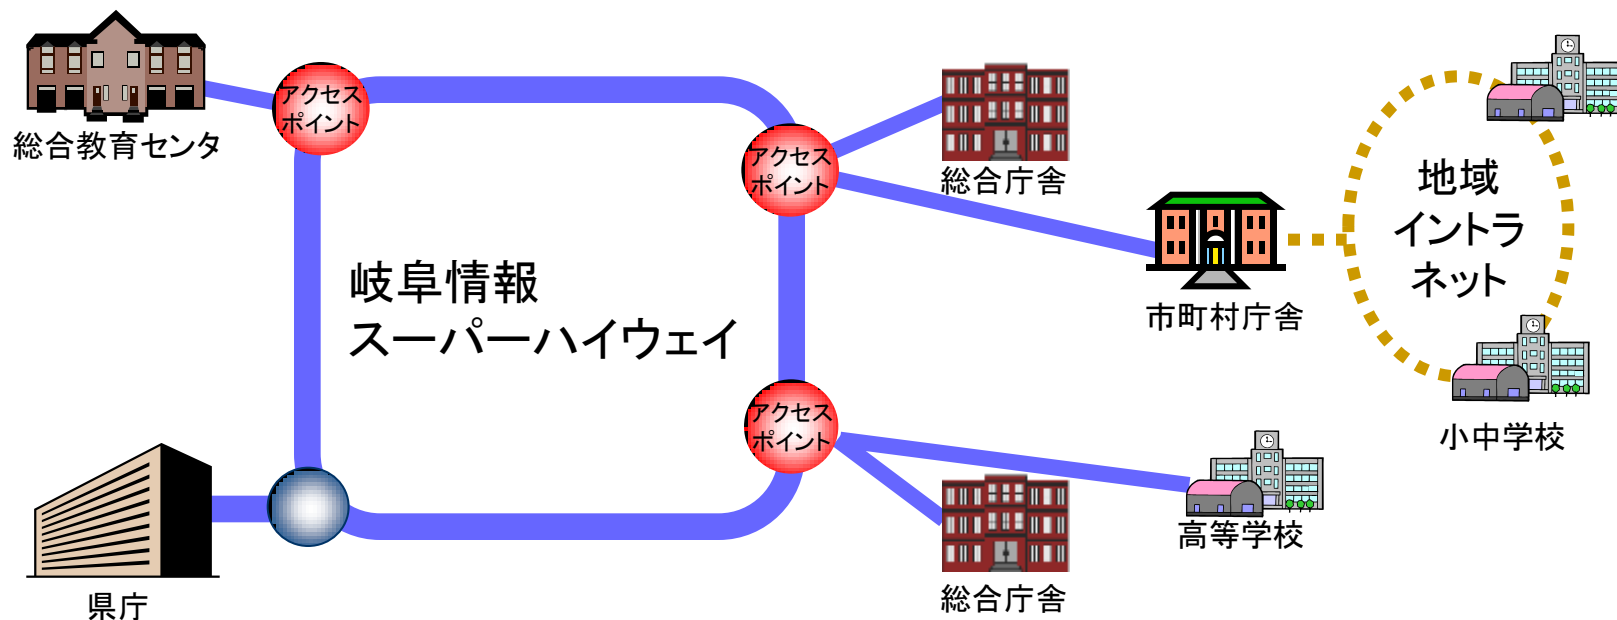 総合教育センタ
アクセス
ポイント
アクセス
ポイント
総合庁舎
地域
イントラ
ネット
岐阜情報
スーパーハイウェイ
市町村庁舎
アクセス
ポイント
小中学校
高等学校
総合庁舎
県庁